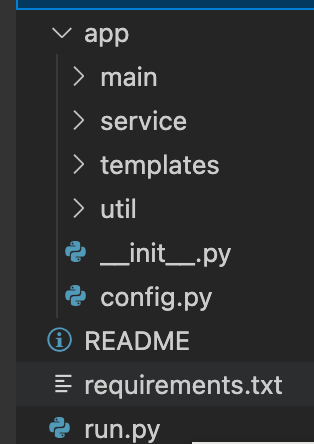 app
main
service
templates
util
__init__.py
config.py
README
requirements.txt
run.py